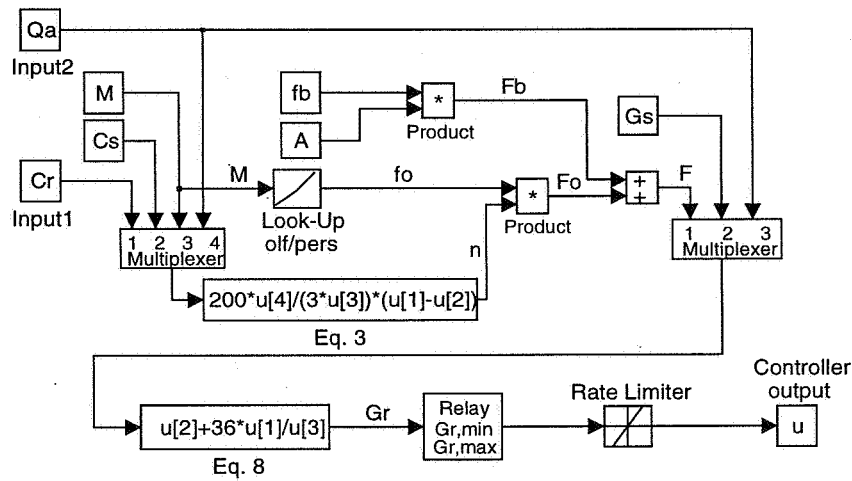 Qa
Input2
M
fb
Fb
*
Gs
A
Product
Cs
Cr
M
fo
Fo
+
+
F
*
Input1
Look-Up
olf/pers
Product
1 2 3 4
Multiplexer
n
1 2 3
Multiplexer
200*u[4]/(3*u[3])*(u[1]-u[2])
Eq. 3
Controller
output
Rate Limiter
u[2]+36*u[1]/u[3]
Gr
Relay
Gr,min
Gr,max
u
Eq. 8